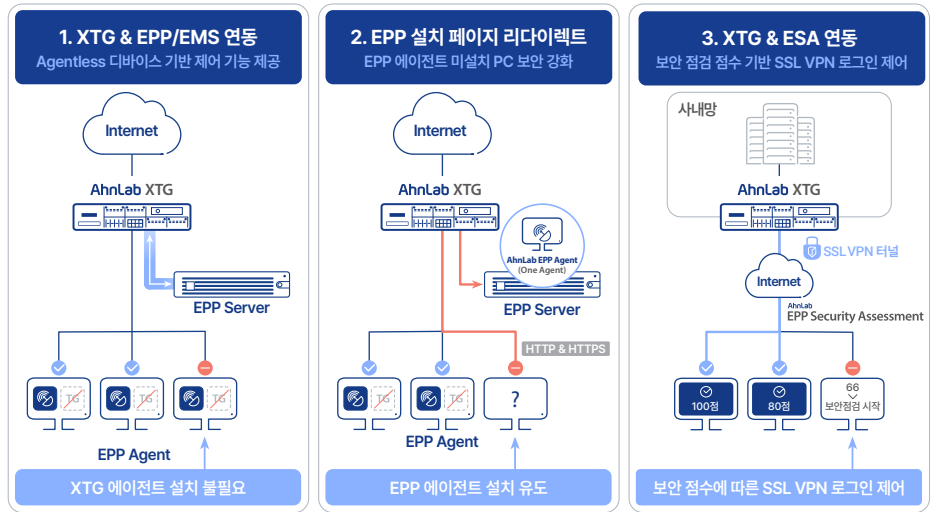 1. XTG & EPP/EMS 연동
Agentless 디바이스 기반 제어 기능 제공
Internet
AhnLab XTG
EPP Server
TG
TG
TG
EPP Agent
XTG 에이전트 설치 불필요
2. EPP 설치 페이지 리다이렉트
EPP 에이전트 미설치 PC 보안 강화
Internet
AhnLab XTG
AhnLab EPP Agent
(One Agent)
EPP Server
HTTP & HTTPS
TG
TG
?
EPP Agent
EPP 에이전트 설치 유도
3. XTG & ESA 연동
보안 점검 점수 기반 SSL VPN 로그인 제어
사내망
AhnLab XTG
SSL VPN 터널
Internet
AhnLab
EPP Security Assessment
100점
80점
66
보안점검 시작
보안 점수에 따른 SSL VPN 로그인 제어